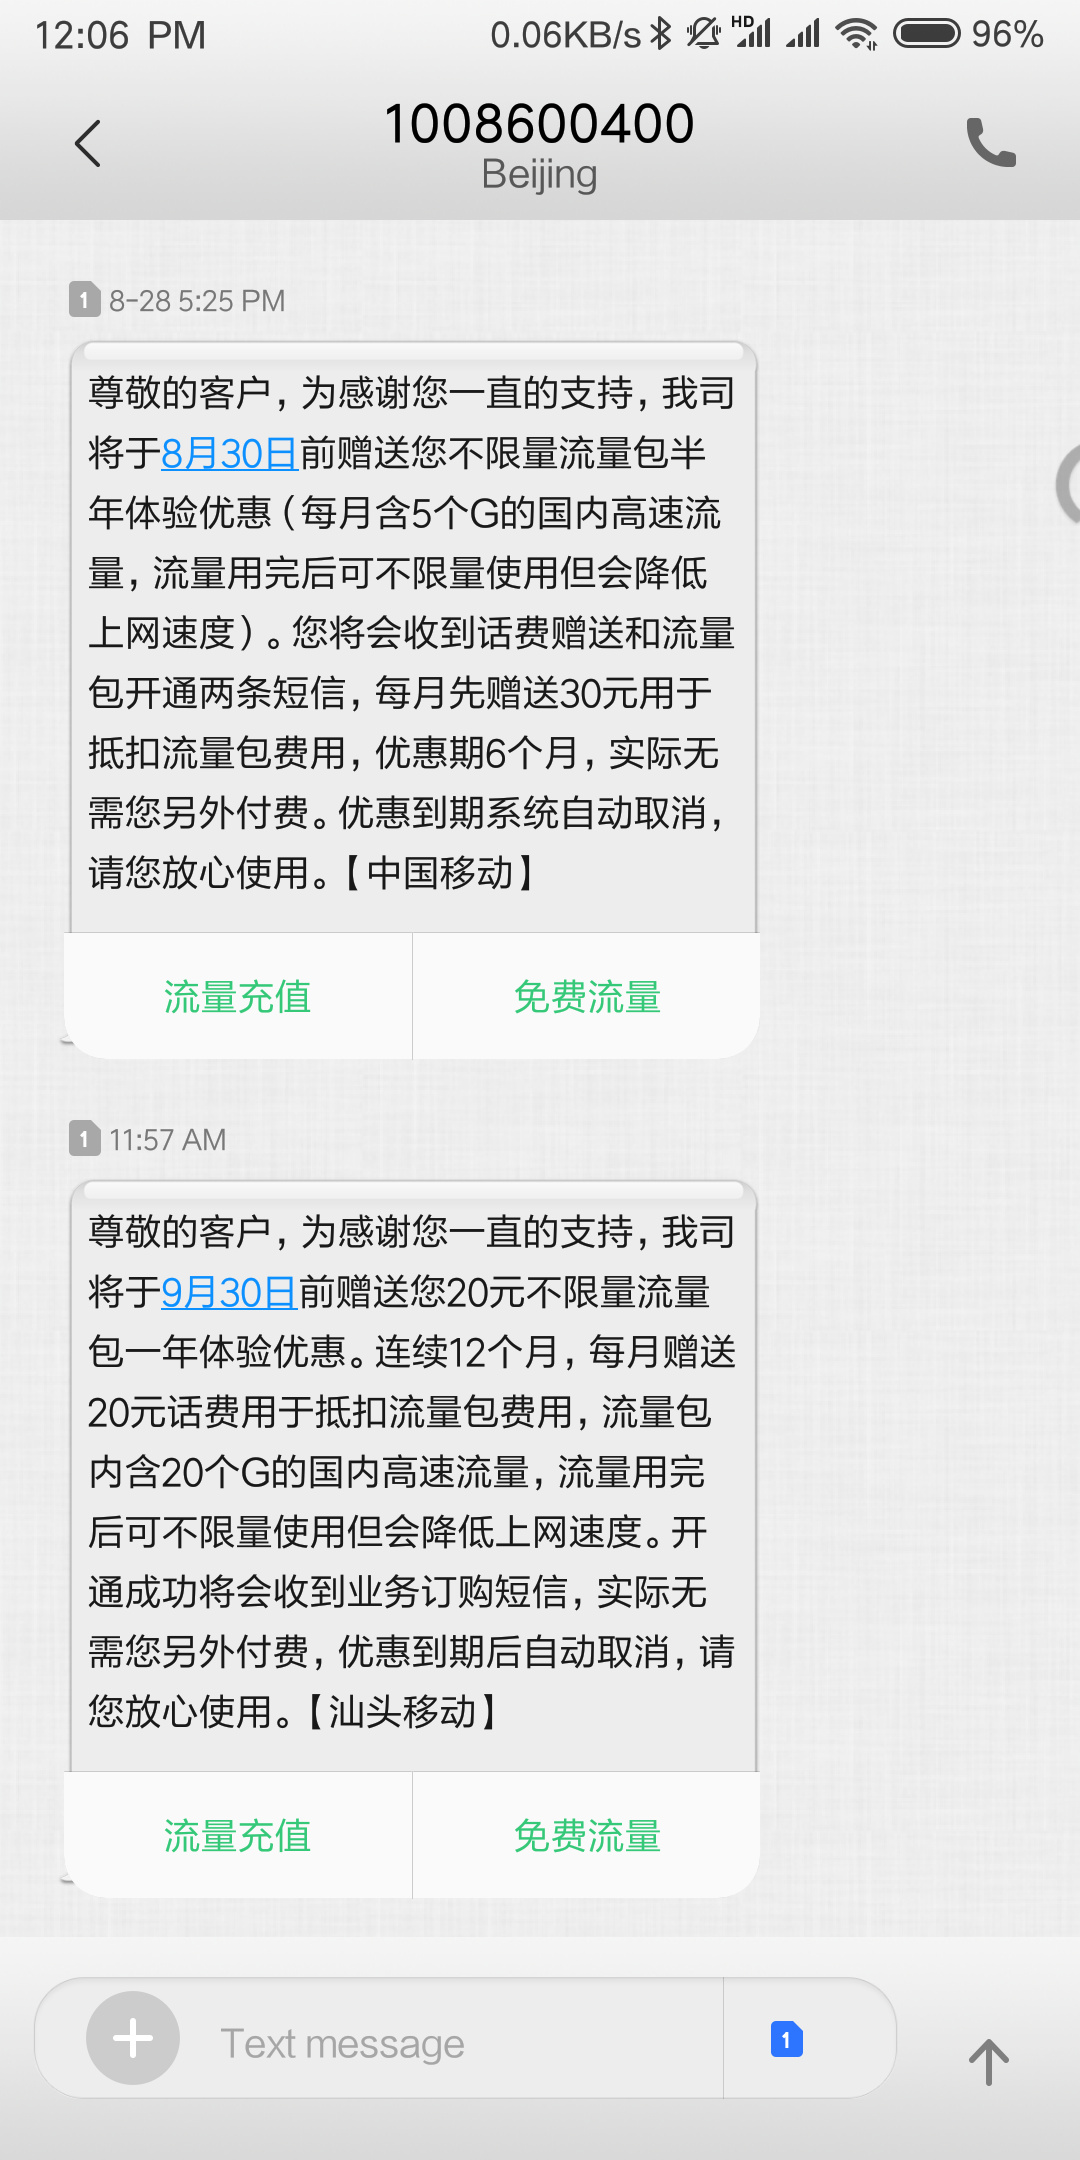 12:06 PM
0.06KB/s
HD
96%
1008600400
Beijing
1 8-28 5:25 PM
尊敬的客户，为感谢您一直的支持，我司
将于8月30日前赠送您不限量流量包半
年体验优惠（每月含5个G的国内高速流
量，流量用完后可不限量使用但会降低
上网速度）。您将会收到话费赠送和流量
包开通两条短信，每月先赠送30元用于
抵扣流量包费用，优惠期6个月，实际无
需您另外付费。优惠到期系统自动取消，
请您放心使用。【中国移动】
流量充值
免费流量
1 11:57 AM
尊敬的客户，为感谢您一直的支持，我司
将于9月30日前赠送您20元不限量流量
包一年体验优惠。连续12个月，每月赠送
20元话费用于抵扣流量包费用，流量包
内含20个G的国内高速流量，流量用完
后可不限量使用但会降低上网速度。开
通成功将会收到业务订购短信，实际无
需您另外付费，优惠到期后自动取消，请
您放心使用。【汕头移动】
流量充值
免费流量
Text message
1